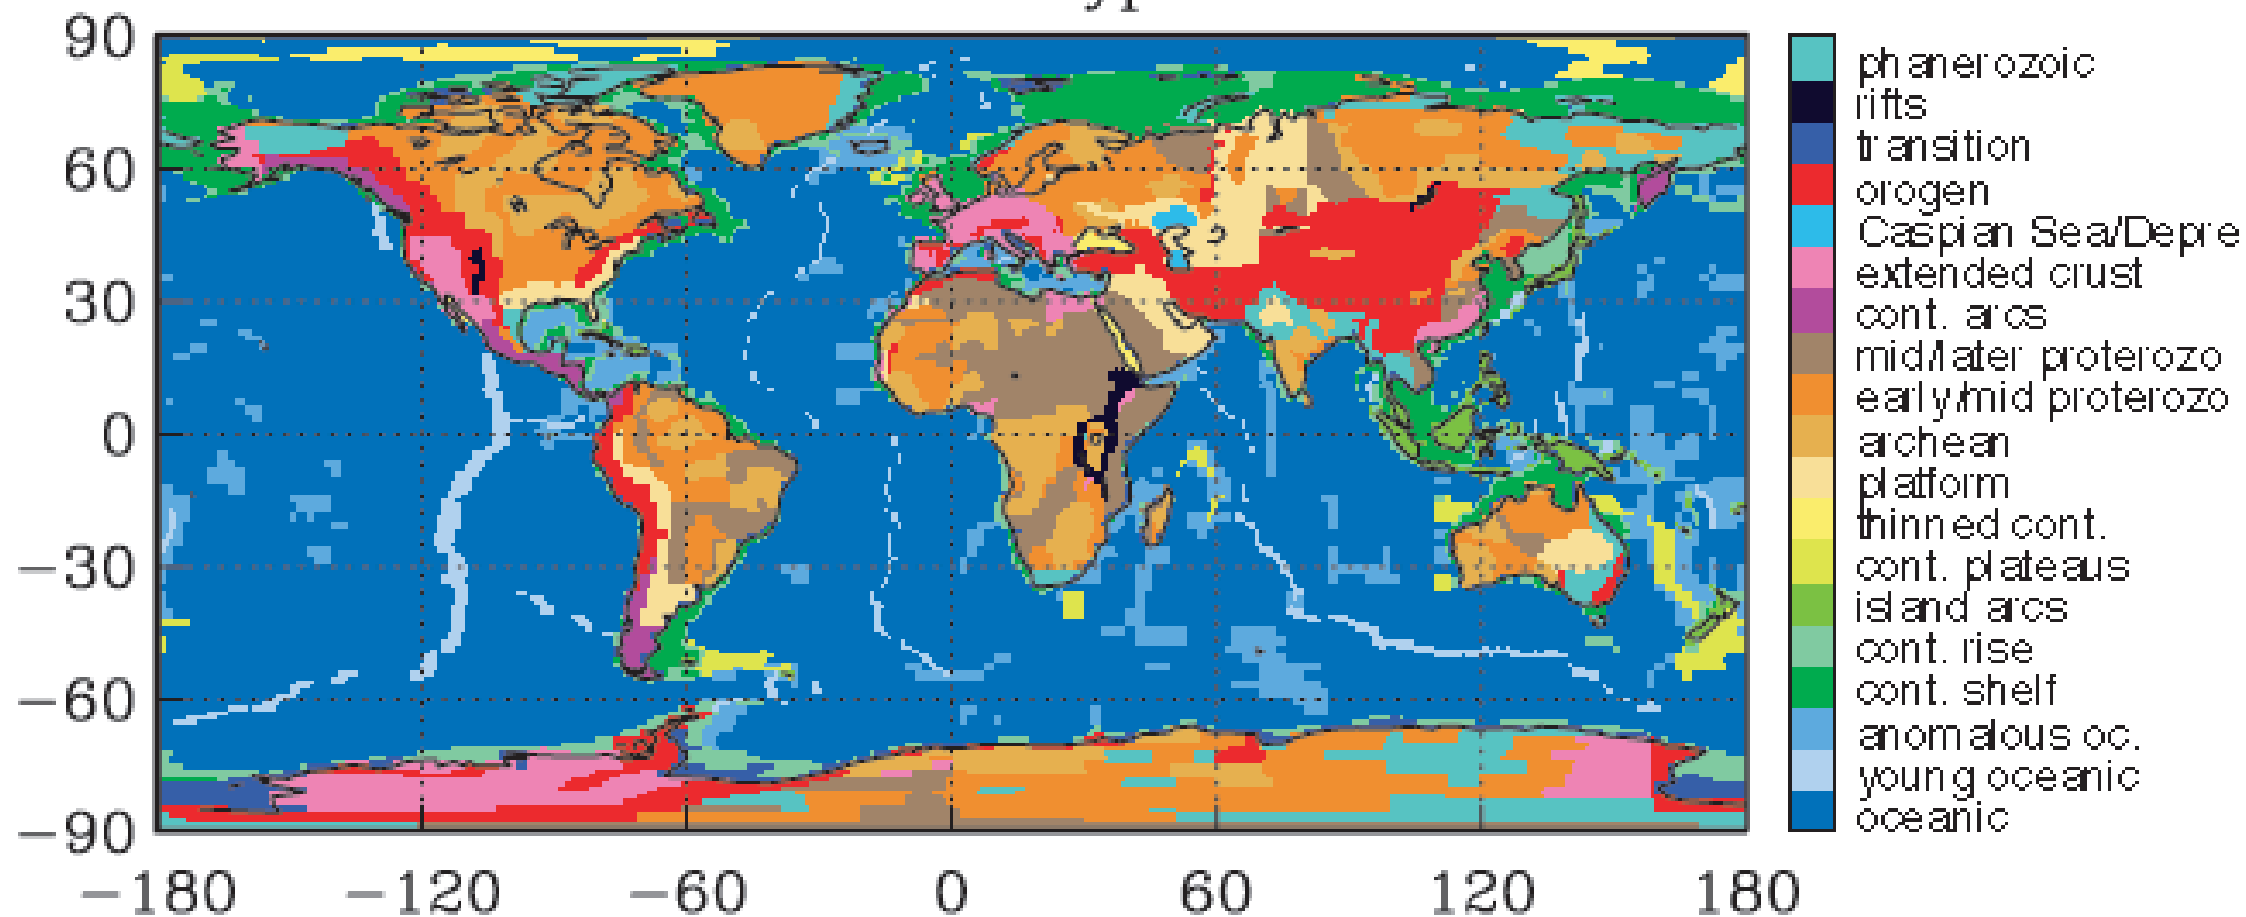 yp
90
60
30
0
−30
−60
−90
−180 −120 −60 0 60 120 180
phanerozoic
rifts
transition
orogen
Caspian Sea/Depre
extended crust
cont. arcs
mid/later proterozo
early/mid proterozo
archean
platform
thinned cont.
cont. plateaus
island arcs
cont. rise
cont. shelf
anomalous oc.
young oceanic
oceanic